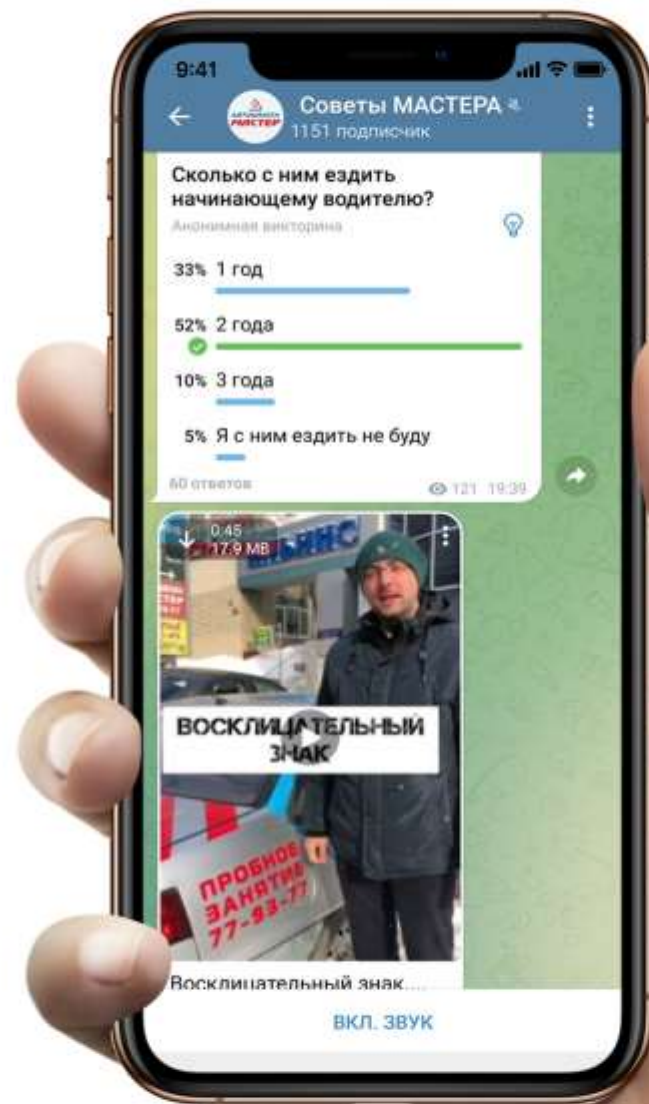 9:41
АВТОШКОЛА
МАСТЕР
Советы МАСТЕРА
1151 подписчик
Сколько с ним ездить
начинающему водителю?
Анонимная викторина
33% 1 год
52% 2 года
10% 3 года
5% Я с ним ездить не буду
60 ответов
121 19:39
0:45
17.9 MB
ВОСКЛИЦАТЕЛЬНЫЙ
ЗНАК
ПРОБНОЕ
ЗАНЯТИЕ
77-93-77
Восклицательный знак....
ВКЛ. ЗВУК